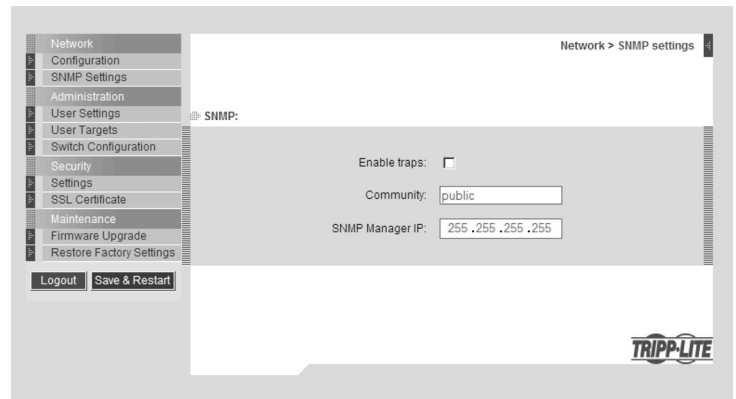 Network
Configuration
SNMP Settings
Administration
User Settings
User Targets
Switch Configuration
Security
Settings
SSL Certificate
Maintenance
Firmware Upgrade
Restore Factory Settings
Logout Save & Restart
Network > SNMP settings
SNMP:
Enable traps:
Community: public
SNMP Manager IP: 255 .255 .255 .255
TRIPP·LITE